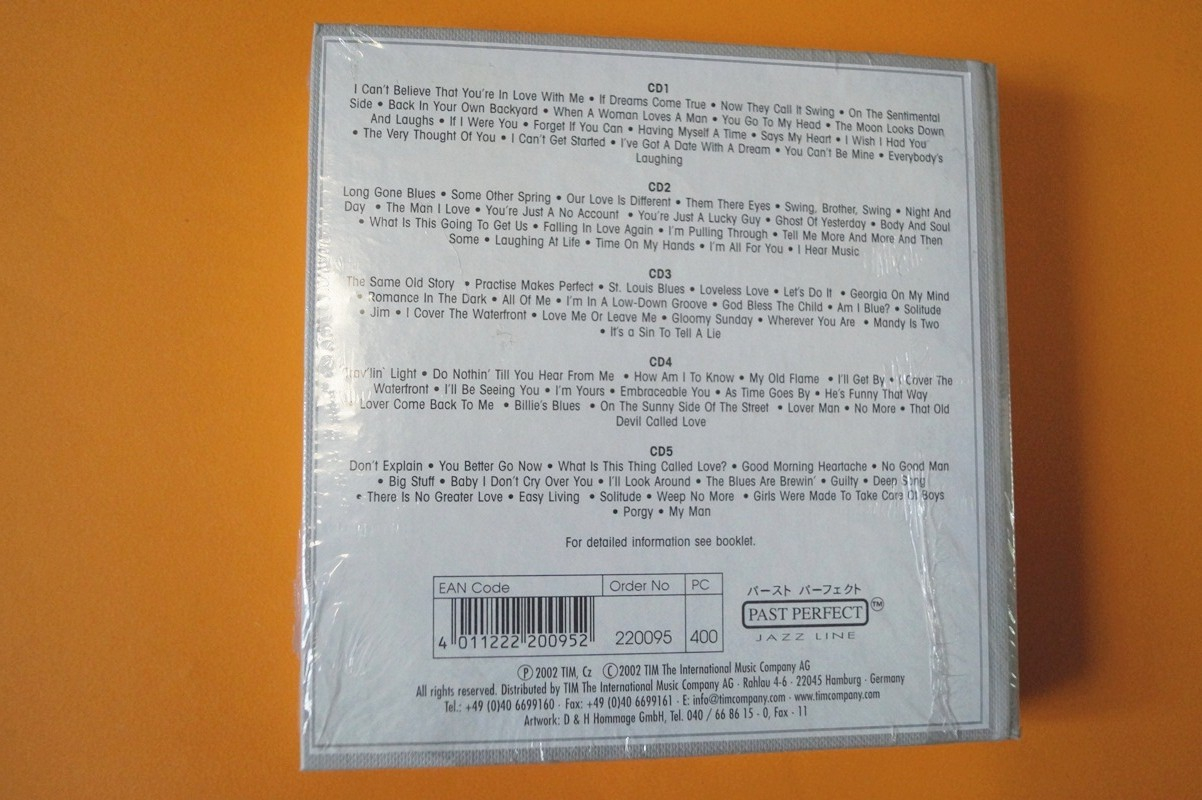 CD1
I Can't Believe That You're In Love With Me • If Dreams Come True • Now They Call It Swing • On The Sentimental
Side • Back In Your Own Backyard • When A Woman Loves A Man • You Go To My Head • The Moon Looks Down
And Laughs • If I Were You • Forget If You Can • Having Myself A Time • Says My Heart • I Wish I Had You
• The Very Thought Of You • I Can't Get Started • I've Got A Date With A Dream • You Can't Be Mine • Everybody's
Laughing
CD2
Long Gone Blues • Some Other Spring • Our Love Is Different • Them There Eyes • Swing, Brother, Swing • Night And
Day • The Man I Love • You're Just A No Account • You're Just A Lucky Guy • Ghost Of Yesterday • Body And Soul
• What Is This Going To Get Us • Falling In Love Again • I'm Pulling Through • Tell Me More And More And Then
Some • Laughing At Life • Time On My Hands • I'm All For You • I Hear Music
CD3
The Same Old Story • Practise Makes Perfect • St. Louis Blues • Loveless Love • Let's Do It • Georgia On My Mind
• Romance In The Dark • All Of Me • I'm In A Low-Down Groove • God Bless The Child • Am I Blue? • Solitude
• Jim • I Cover The Waterfront • Love Me Or Leave Me • Gloomy Sunday • Wherever You Are • Mandy Is Two
• It's a Sin To Tell A Lie
CD4
Trav'lin' Light • Do Nothin' Till You Hear From Me • How Am I To Know • My Old Flame • I'll Get By • I Cover The
Waterfront • I'll Be Seeing You • I'm Yours • Embraceable You • As Time Goes By • He's Funny That Way
• Lover Come Back To Me • Billie's Blues • On The Sunny Side Of The Street • Lover Man • No More • That Old
Devil Called Love
CD5
Don't Explain • You Better Go Now • What Is This Thing Called Love? • Good Morning Heartache • No Good Man
• Big Stuff • Baby I Don't Cry Over You • I'll Look Around • The Blues Are Brewin' • Guilty • Deep Song
• There Is No Greater Love • Easy Living • Solitude • Weep No More • Girls Were Made To Take Care Of Boys
• Porgy • My Man
For detailed information see booklet.
EAN Code Order No PC
4 011222 200952 220095 400
パースト パーフェクト
PAST PERFECT TM
JAZZ LINE
Ⓟ 2002 TIM, Cz Ⓒ 2002 TIM The International Music Company AG
All rights reserved. Distributed by TIM The International Music Company AG · Rahlau 4-6 · 22045 Hamburg · Germany
Tel.: +49 (0)40 6699160 · Fax: +49 (0)40 6699161 · E: info@timcompany.com · www.timcompany.com
Artwork: D & H Hommage GmbH, Tel. 040 / 66 86 15 - 0, Fax - 11